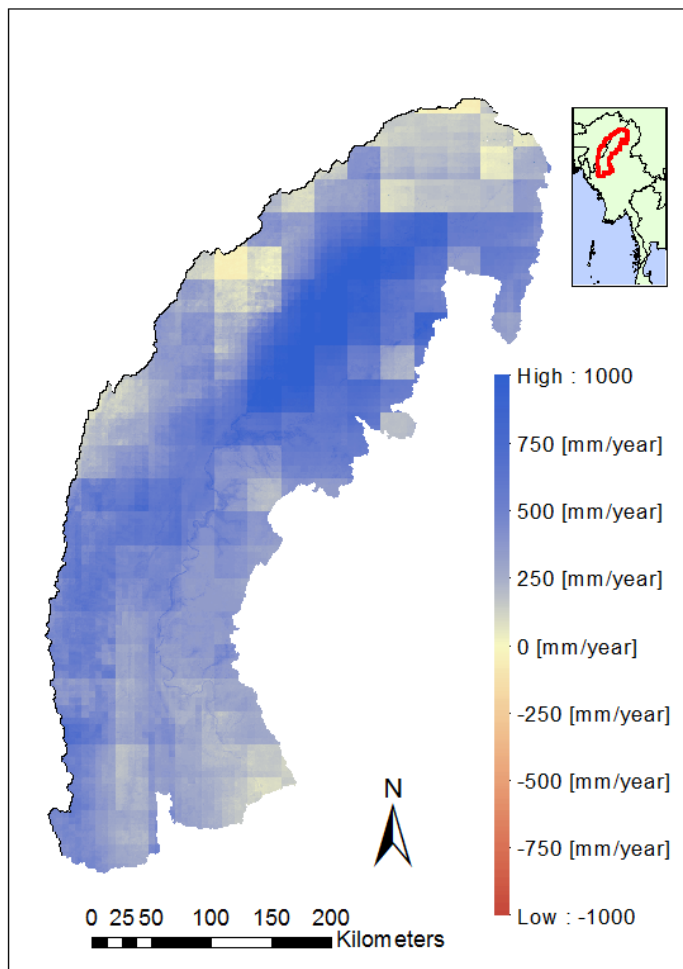 High : 1000
750 [mm/year]
500 [mm/year]
250 [mm/year]
0 [mm/year]
-250 [mm/year]
-500 [mm/year]
-750 [mm/year]
Low : -1000
N
0 25 50 100 150 200
Kilometers